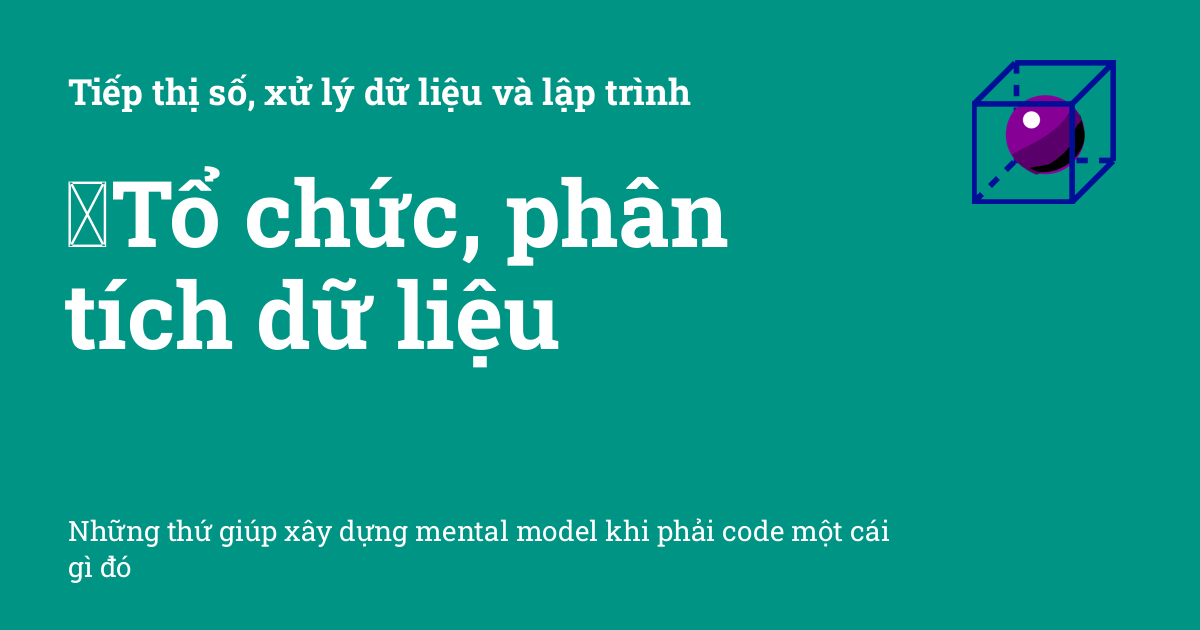 Tiếp thị số, xử lý dữ liệu và lập trình
Tổ chức, phân
tích dữ liệu
Những thứ giúp xây dựng mental model khi phải code một cái
gì đó